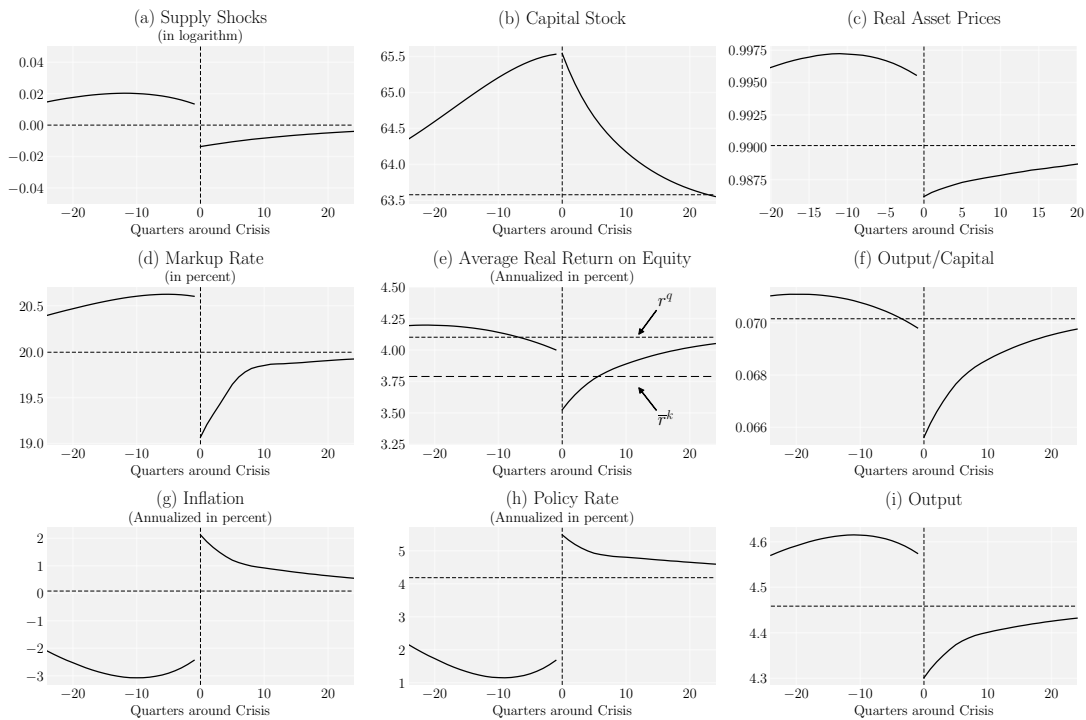 (a) Supply Shocks
(in logarithm)
0.04
0.02
0.00
−0.02
−0.04
−20 −10 0 10 20
Quarters around Crisis
(b) Capital Stock
65.5
65.0
64.5
64.0
63.5
−20 −10 0 10 20
Quarters around Crisis
(c) Real Asset Prices
0.9975
0.9950
0.9925
0.9900
0.9875
−20 −15 −10 −5 0 5 10 15 20
Quarters around Crisis
(d) Markup Rate
(in percent)
20.5
20.0
19.5
19.0
−20 −10 0 10 20
Quarters around Crisis
(e) Average Real Return on Equity
(Annualized in percent)
4.50
4.25
4.00
3.75
3.50
3.25
r^q
r̅^k
−20 −10 0 10 20
Quarters around Crisis
(f) Output/Capital
0.070
0.068
0.066
−20 −10 0 10 20
Quarters around Crisis
(g) Inflation
(Annualized in percent)
2
1
0
−1
−2
−3
−20 −10 0 10 20
Quarters around Crisis
(h) Policy Rate
(Annualized in percent)
5
4
3
2
1
−20 −10 0 10 20
Quarters around Crisis
(i) Output
4.6
4.5
4.4
4.3
−20 −10 0 10 20
Quarters around Crisis